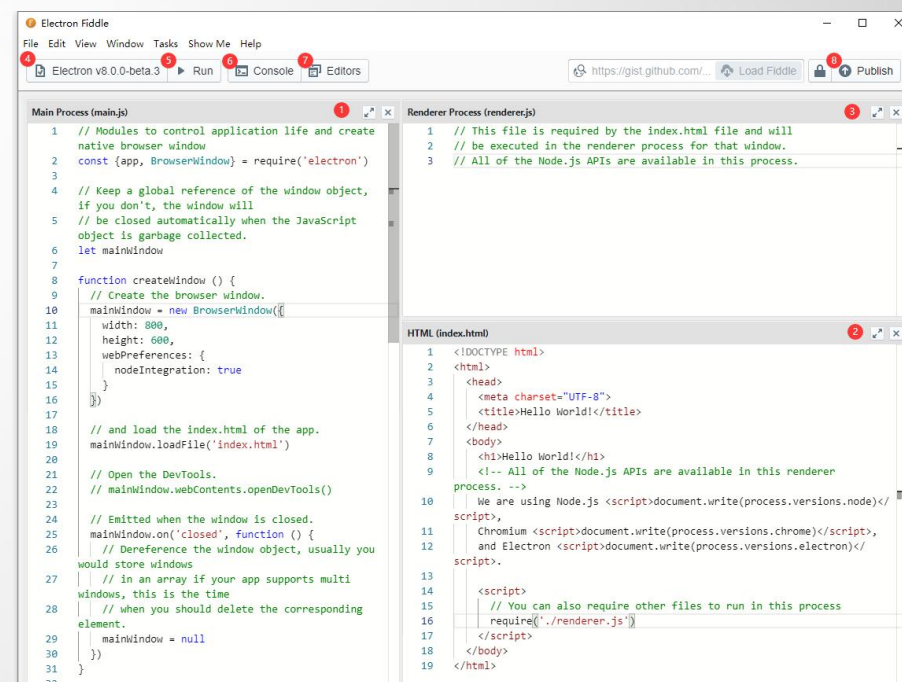 Electron Fiddle
File Edit View Window Tasks Show Me Help
4 5 6 7 8
Electron v8.0.0-beta.3 Run Console Editors https://gist.github.com/... Load Fiddle Publish
Main Process (main.js) 1
1 // Modules to control application life and create
native browser window
2 const {app, BrowserWindow} = require('electron')
3
4 // Keep a global reference of the window object,
if you don't, the window will
5 // be closed automatically when the JavaScript
object is garbage collected.
6 let mainWindow
7
8 function createWindow () {
9 // Create the browser window.
10 mainWindow = new BrowserWindow({
11 width: 800,
12 height: 600,
13 webPreferences: {
14 nodeIntegration: true
15 }
16 })
17
18 // and load the index.html of the app.
19 mainWindow.loadFile('index.html')
20
21 // Open the DevTools.
22 // mainWindow.webContents.openDevTools()
23
24 // Emitted when the window is closed.
25 mainWindow.on('closed', function () {
26 // Dereference the window object, usually you
would store windows
27 // in an array if your app supports multi
windows, this is the time
28 // when you should delete the corresponding
element.
29 mainWindow = null
30 })
31 }
Renderer Process (renderer.js) 3
1 // This file is required by the index.html file and will
2 // be executed in the renderer process for that window.
3 // All of the Node.js APIs are available in this process.
HTML (index.html) 2
1 <!DOCTYPE html>
2 <html>
3 <head>
4 <meta charset="UTF-8">
5 <title>Hello World!</title>
6 </head>
7 <body>
8 <h1>Hello World!</h1>
9 <!-- All of the Node.js APIs are available in this renderer
process. -->
10 We are using Node.js <script>document.write(process.versions.node)</
script>,
11 Chromium <script>document.write(process.versions.chrome)</script>,
12 and Electron <script>document.write(process.versions.electron)</
script>.
13
14 <script>
15 // You can also require other files to run in this process
16 require('./renderer.js')
17 </script>
18 </body>
19 </html>